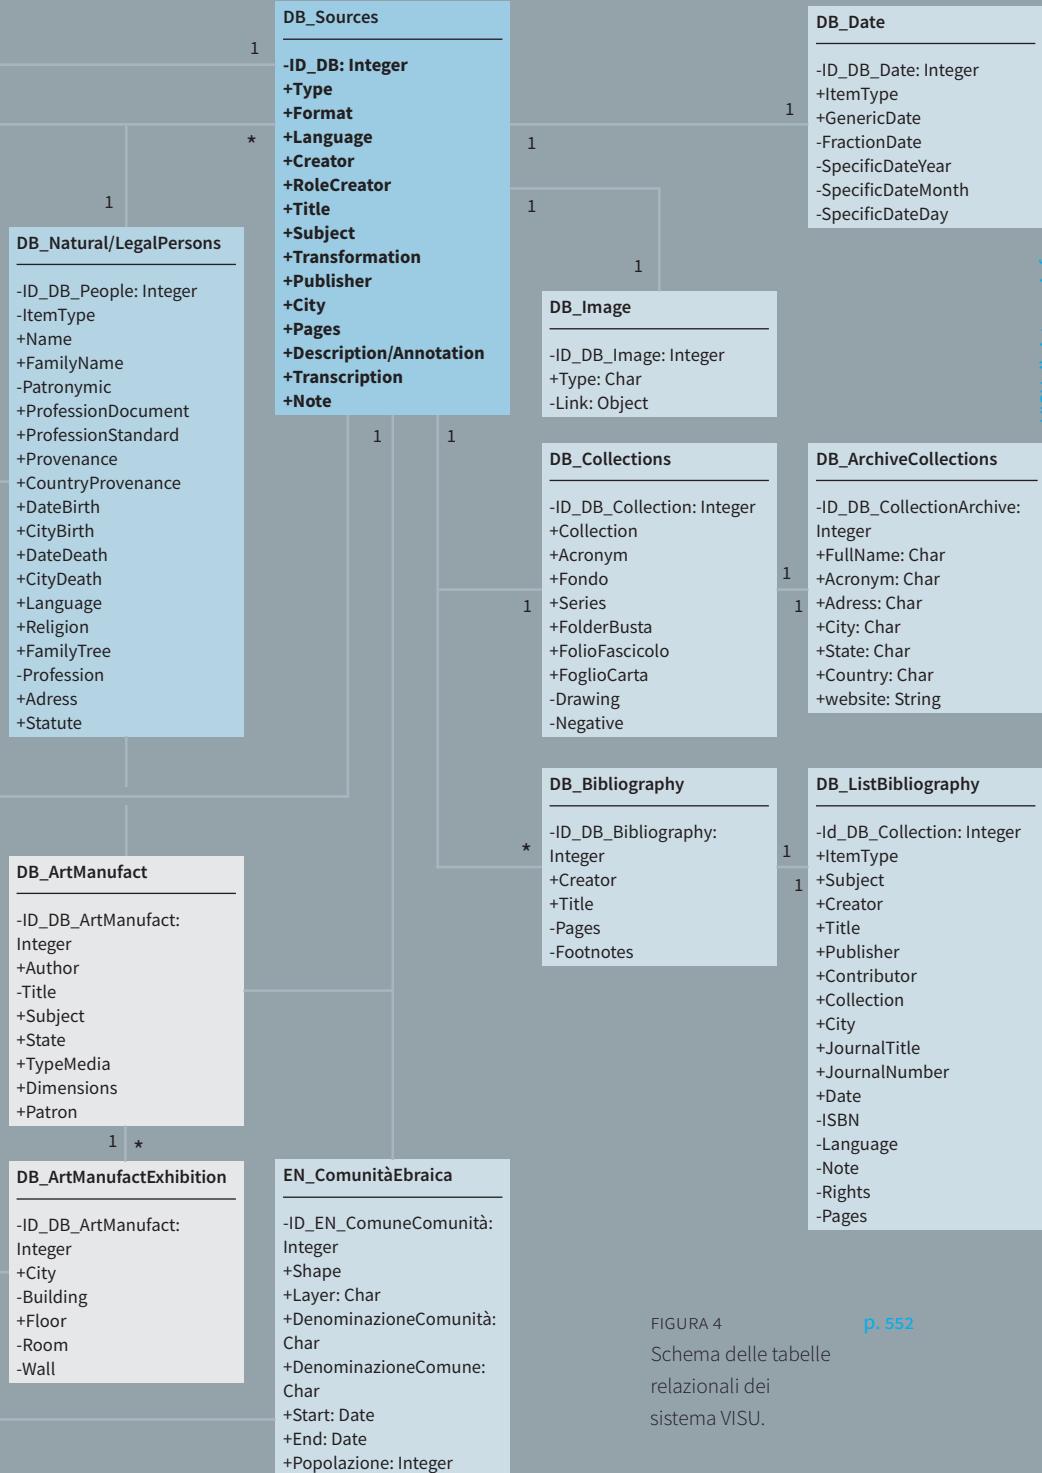 DB_Sources
-ID_DB: Integer
+Type
+Format
+Language
+Creator
+RoleCreator
+Title
+Subject
+Transformation
+Publisher
+City
+Pages
+Description/Annotation
+Transcription
+Note
1
*
1
1
1
1
1
1
1
DB_Date
-ID_DB_Date: Integer
+ItemType
+GenericDate
-FractionDate
-SpecificDateYear
-SpecificDateMonth
-SpecificDateDay
DB_Natural/LegalPersons
-ID_DB_People: Integer
-ItemType
+Name
+FamilyName
-Patronymic
+ProfessionDocument
+ProfessionStandard
+Provenance
+CountryProvenance
+DateBirth
+CityBirth
+DateDeath
+CityDeath
+Language
+Religion
+FamilyTree
-Profession
+Adress
+Statute
DB_Image
-ID_DB_Image: Integer
+Type: Char
-Link: Object
DB_Collections
-ID_DB_Collection: Integer
+Collection
+Acronym
+Fondo
+Series
+FolderBusta
+FolioFascicolo
+FoglioCarta
-Drawing
-Negative
1
1
1
DB_ArchiveCollections
-ID_DB_CollectionArchive:
Integer
+FullName: Char
+Acronym: Char
+Adress: Char
+City: Char
+State: Char
+Country: Char
+website: String
DB_Bibliography
-ID_DB_Bibliography:
Integer
+Creator
+Title
-Pages
-Footnotes
*
1
1
DB_ListBibliography
-Id_DB_Collection: Integer
+ItemType
+Subject
+Creator
+Title
+Publisher
+Contributor
+Collection
+City
+JournalTitle
+JournalNumber
+Date
-ISBN
-Language
-Note
-Rights
-Pages
DB_ArtManufact
-ID_DB_ArtManufact:
Integer
+Author
-Title
+Subject
+State
+TypeMedia
+Dimensions
+Patron
1 *
DB_ArtManufactExhibition
-ID_DB_ArtManufact:
Integer
+City
-Building
+Floor
-Room
-Wall
EN_ComunitàEbraica
-ID_EN_ComuneComunità:
Integer
+Shape
+Layer: Char
+DenominazioneComunità:
Char
+DenominazioneComune:
Char
+Start: Date
+End: Date
+Popolazione: Integer
FIGURA 4
p. 552
Schema delle tabelle
relazionali dei
sistema VISU.